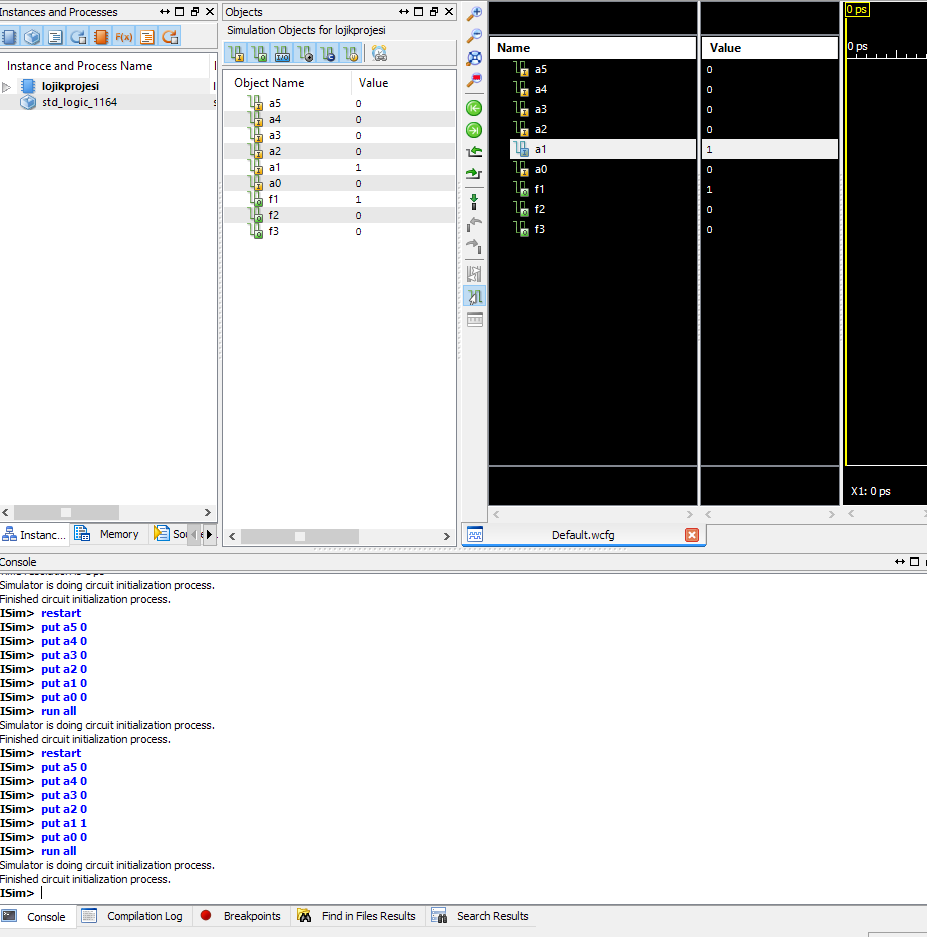 Instances and Processes
Instance and Process Name
lojikprojesi
std_logic_1164
Instanc...
Memory
Objects
Simulation Objects for lojikprojesi
Object Name Value
a5 0
a4 0
a3 0
a2 0
a1 1
a0 0
f1 1
f2 0
f3 0
Name Value
a5 0
a4 0
a3 0
a2 0
a1 1
a0 0
f1 1
f2 0
f3 0
0 ps
0 ps
X1: 0 ps
Default.wcfg
Console
Simulator is doing circuit initialization process.
Finished circuit initialization process.
ISim> restart
ISim> put a5 0
ISim> put a4 0
ISim> put a3 0
ISim> put a2 0
ISim> put a1 0
ISim> put a0 0
ISim> run all
Simulator is doing circuit initialization process.
Finished circuit initialization process.
ISim> restart
ISim> put a5 0
ISim> put a4 0
ISim> put a3 0
ISim> put a2 0
ISim> put a1 1
ISim> put a0 0
ISim> run all
Simulator is doing circuit initialization process.
Finished circuit initialization process.
ISim>
Console
Compilation Log
Breakpoints
Find in Files Results
Search Results